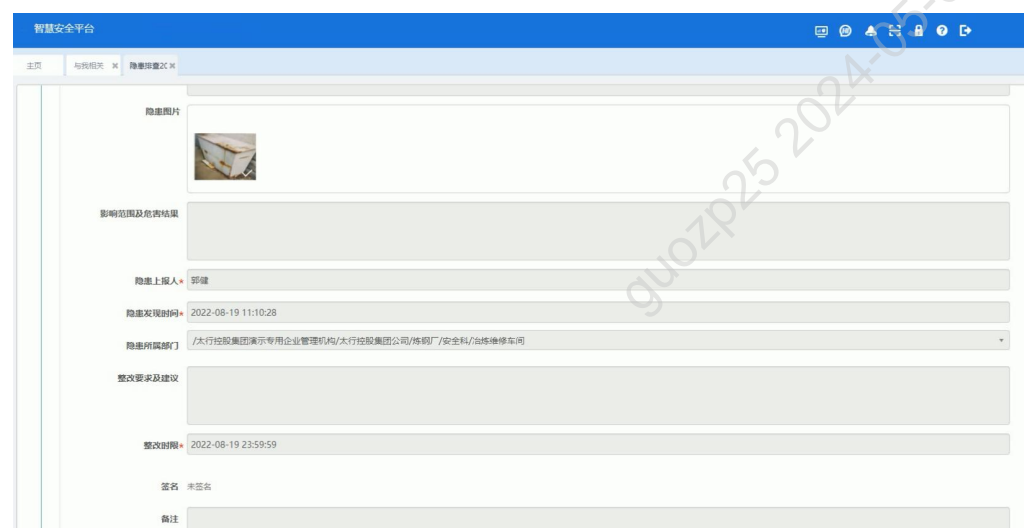 智慧安全平台
主页 与我相关 × 隐患排查20 ×
隐患图片
影响范围及危害结果
隐患上报人* 郭健
隐患发现时间* 2022-08-19 11:10:28
隐患所属部门 /太行控股集团演示专用企业管理机构/太行控股集团公司/炼钢厂/安全科/冶炼维修车间
整改要求及建议
整改时限* 2022-08-19 23:59:59
签名 未签名
备注
guozp25 2024-05-